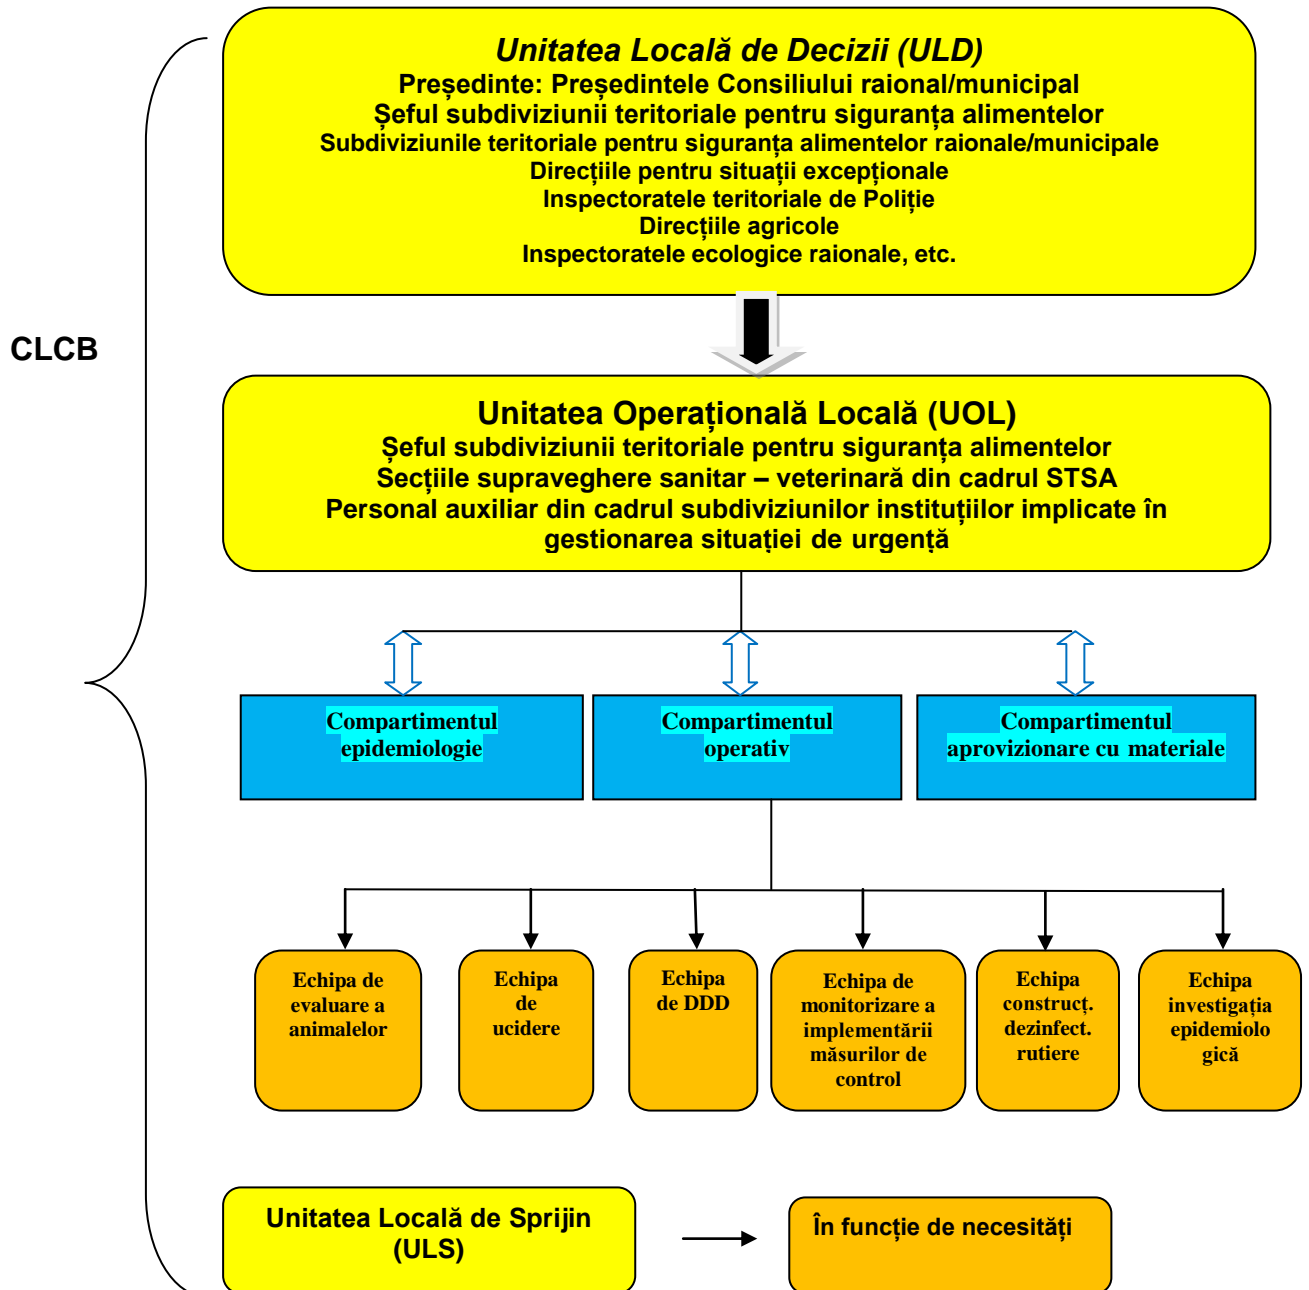 Unitatea Locală de Decizii (ULD)
Președinte: Președintele Consiliului raional/municipal
Șeful subdiviziunii teritoriale pentru siguranța alimentelor
Subdiviziunile teritoriale pentru siguranța alimentelor raionale/municipale
Direcțiile pentru situații excepționale
Inspectoratele teritoriale de Poliție
Direcțiile agricole
Inspectoratele ecologice raionale, etc.
CLCB
Unitatea Operațională Locală (UOL)
Șeful subdiviziunii teritoriale pentru siguranța alimentelor
Secțiile supraveghere sanitar – veterinară din cadrul STSA
Personal auxiliar din cadrul subdiviziunilor instituțiilor implicate în
gestionarea situației de urgență
Compartimentul
epidemiologie
Compartimentul
operativ
Compartimentul
aprovizionare cu materiale
Echipa de
evaluare a
animalelor
Echipa
de
ucidere
Echipa
de DDD
Echipa de
monitorizare a
implementării
măsurilor de
control
Echipa
construcț.
dezinfect.
rutiere
Echipa
investigația
epidemiolo
gică
Unitatea Locală de Sprijin
(ULS)
În funcție de necesități